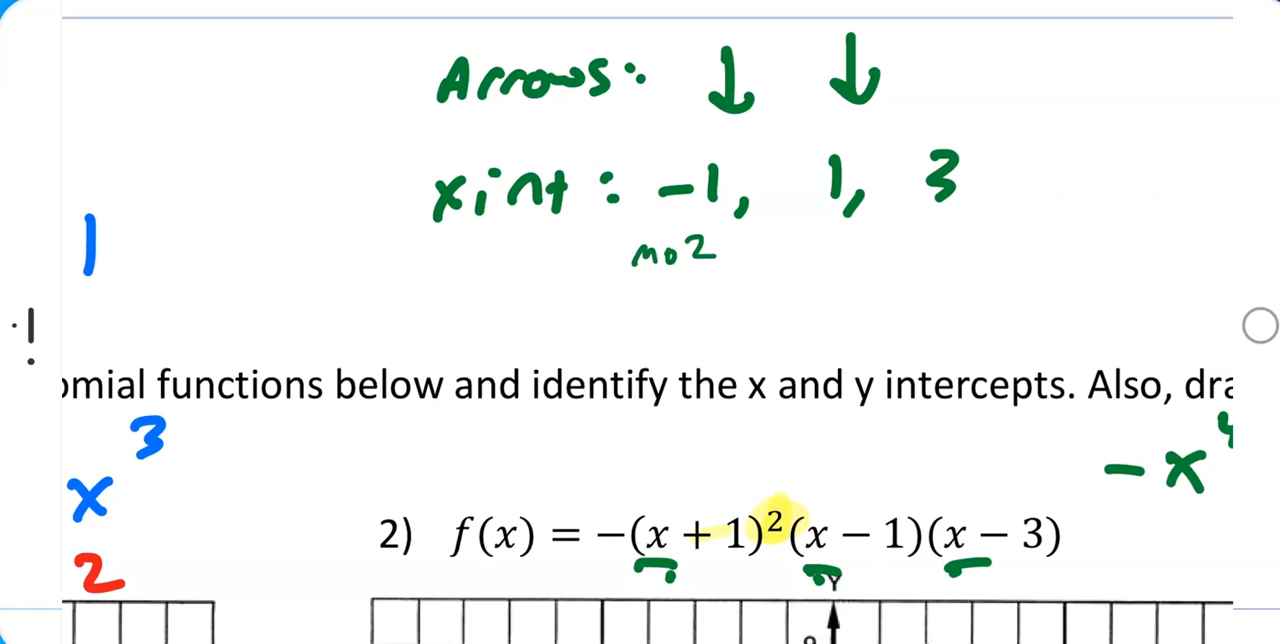 Arrows: ↓ ↓
xint: -1, 1, 3
mo2
1
omial functions below and identify the x and y intercepts. Also, dra
3
x
-x⁴
2) f(x) = −(x + 1)²(x − 1)(x − 3)
2
Y